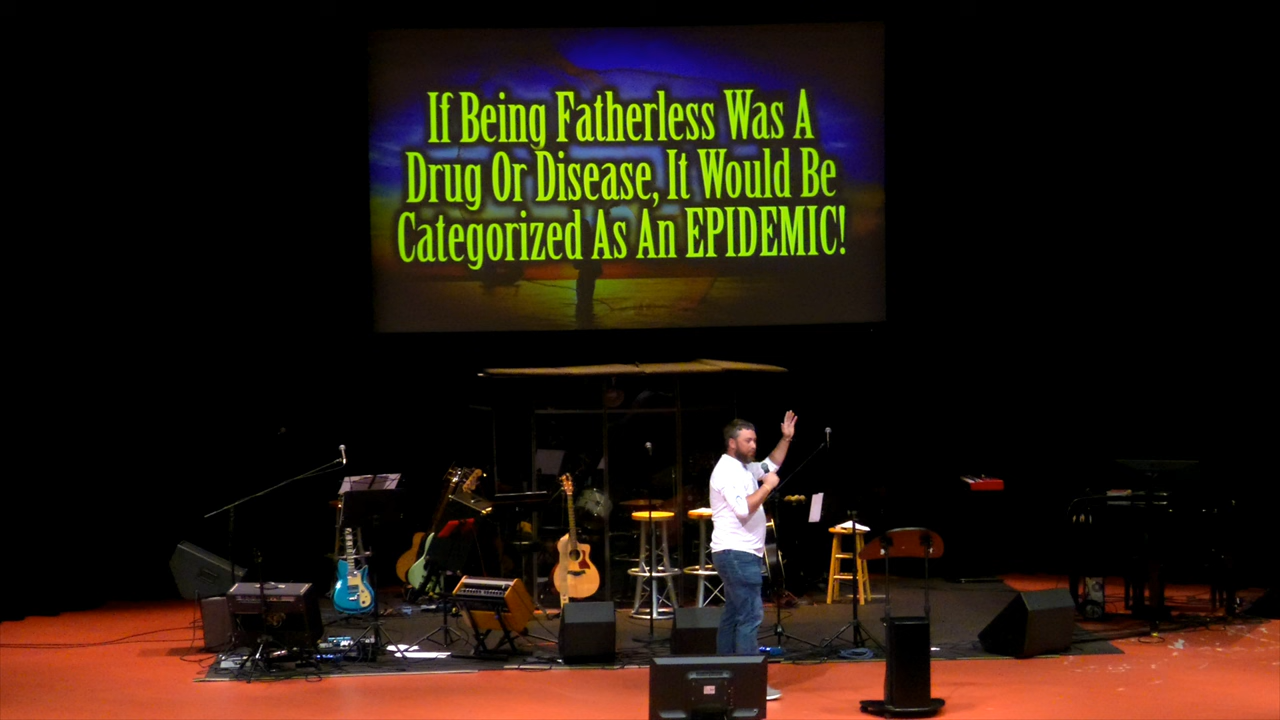 If Being Fatherless Was A
Drug Or Disease, It Would Be
Categorized As An EPIDEMIC!